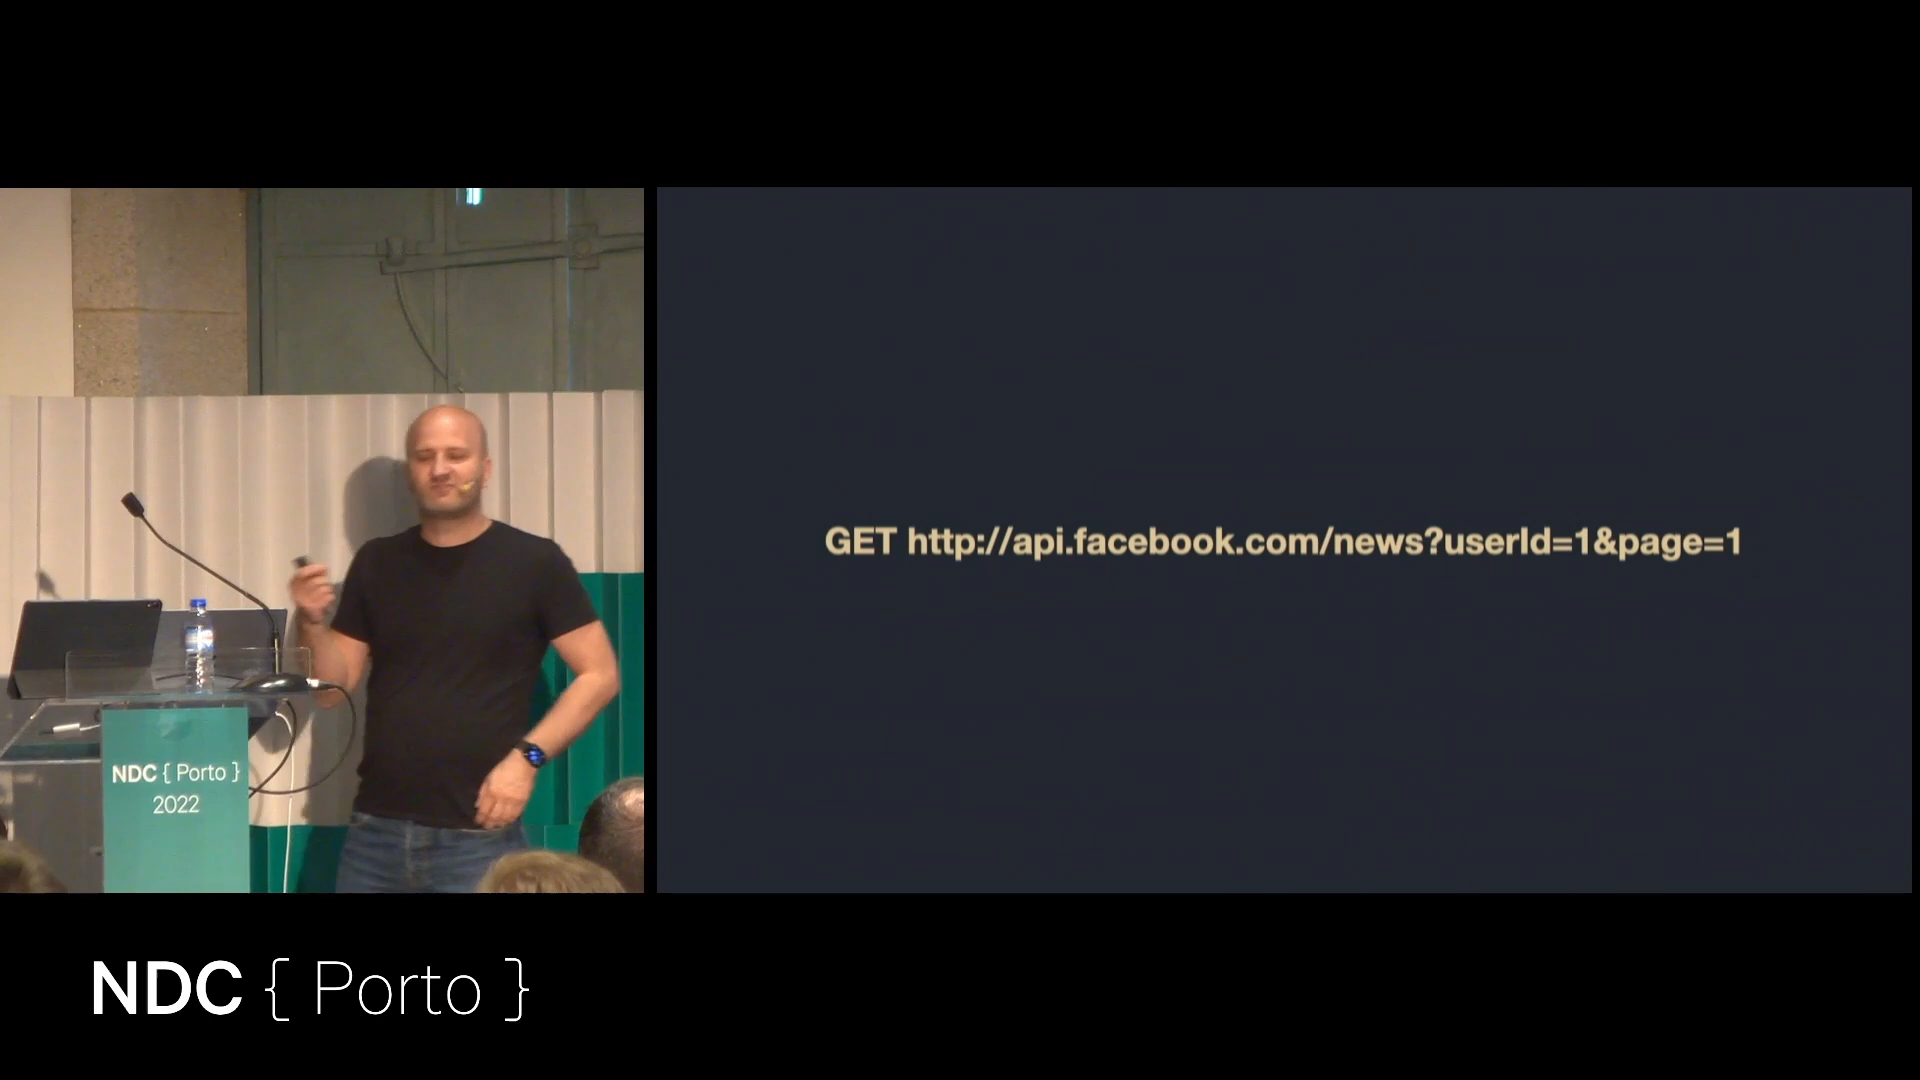 GET http://api.facebook.com/news?userId=1&page=1
NDC { Porto }
2022
NDC { Porto }